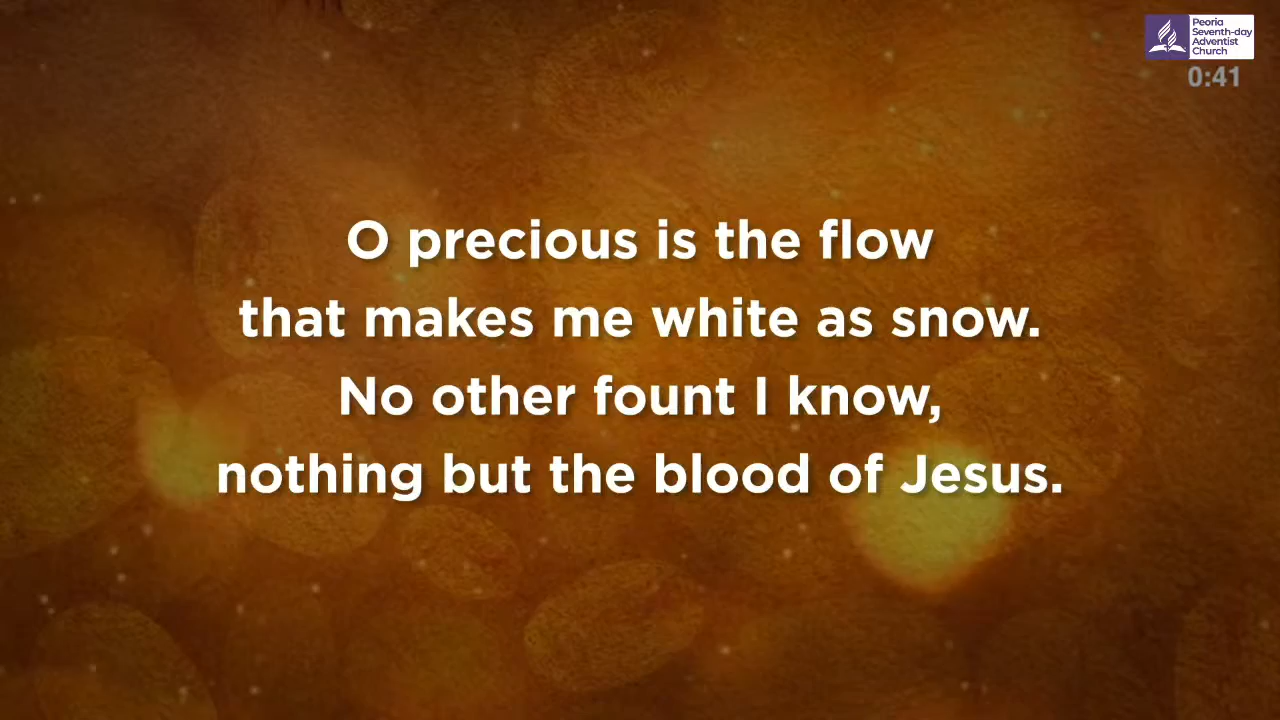 Peoria
Seventh-day
Adventist
Church
0:41
O precious is the flow
that makes me white as snow.
No other fount I know,
nothing but the blood of Jesus.